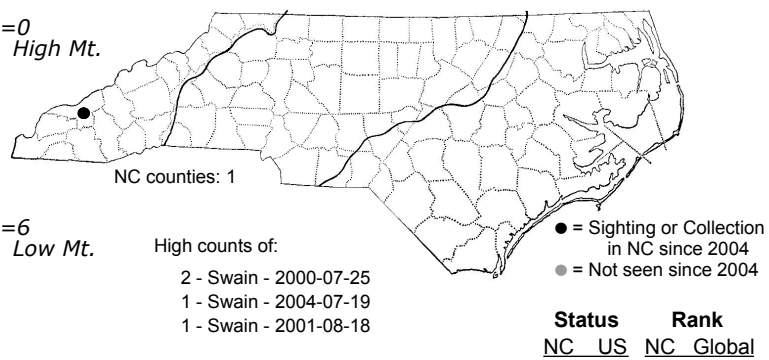 =0
High Mt.
NC counties: 1
=6
Low Mt.
High counts of:
2 - Swain - 2000-07-25
1 - Swain - 2004-07-19
1 - Swain - 2001-08-18
● = Sighting or Collection
in NC since 2004
● = Not seen since 2004
Status Rank
NC US NC Global